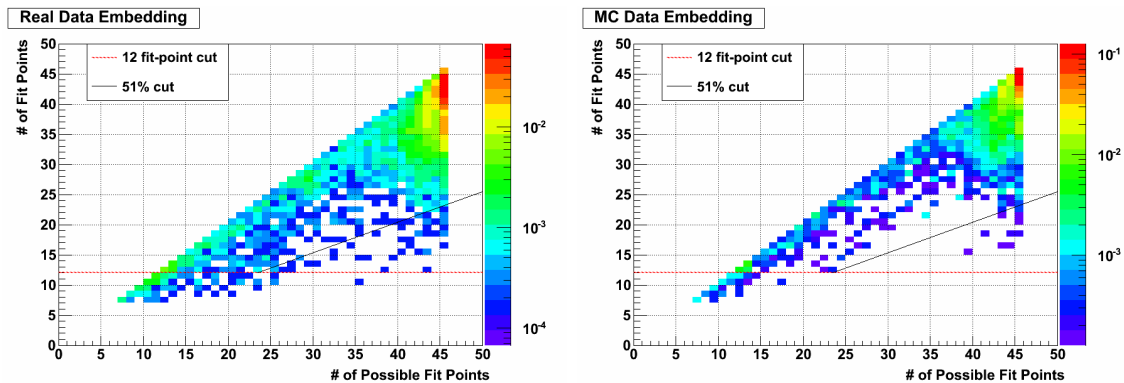 Real Data Embedding
# of Fit Points
50
45
40
35
30
25
20
15
10
5
0
12 fit-point cut
51% cut
10^-2
10^-3
10^-4
0 5 10 15 20 25 30 35 40 45 50
# of Possible Fit Points
MC Data Embedding
# of Fit Points
50
45
40
35
30
25
20
15
10
5
0
12 fit-point cut
51% cut
10^-1
10^-2
10^-3
0 5 10 15 20 25 30 35 40 45 50
# of Possible Fit Points